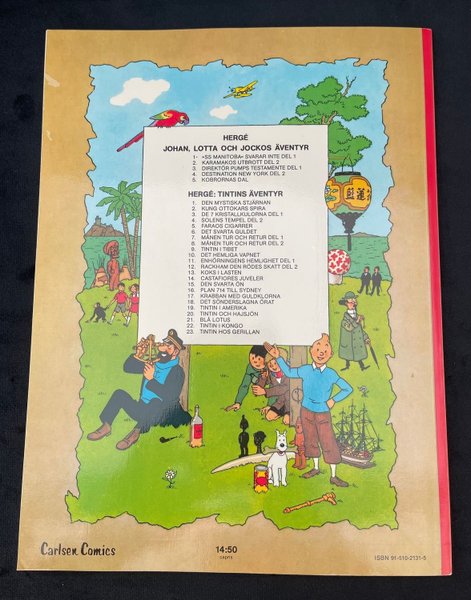 HERGÉ
JOHAN, LOTTA OCH JOCKOS ÄVENTYR
1. »SS MANITOBA» SVARAR INTE DEL 1
2. KARAMAKOS UTBROTT DEL 2
3. DIREKTÖR PUMPS TESTAMENTE DEL 1
4. DESTINATION NEW YORK DEL 2
5. KOBRORNAS DAL
HERGÉ: TINTINS ÄVENTYR
1. DEN MYSTISKA STJÄRNAN
2. KUNG OTTOKARS SPIRA
3. DE 7 KRISTALLKULORNA DEL 1
4. SOLENS TEMPEL DEL 2
5. FARAOS CIGARRER
6. DET SVARTA GULDET
7. MÅNEN TUR OCH RETUR DEL 1
8. MÅNEN TUR OCH RETUR DEL 2
9. TINTIN I TIBET
10. DET HEMLIGA VAPNET
11. ENHÖRNINGENS HEMLIGHET DEL 1
12. RACKHAM DEN RÖDES SKATT DEL 2
13. KOKS I LASTEN
14. CASTAFIORES JUVELER
15. DEN SVARTA ÖN
16. PLAN 714 TILL SYDNEY
17. KRABBAN MED GULDKLORNA
18. DET SÖNDERSLAGNA ÖRAT
19. TINTIN I AMERIKA
20. TINTIN OCH HAJSJÖN
21. BLÅ LOTUS
22. TINTIN I KONGO
23. TINTIN HOS GERILLAN
Carlsen Comics
14:50
ISBN 91-510-2131-5